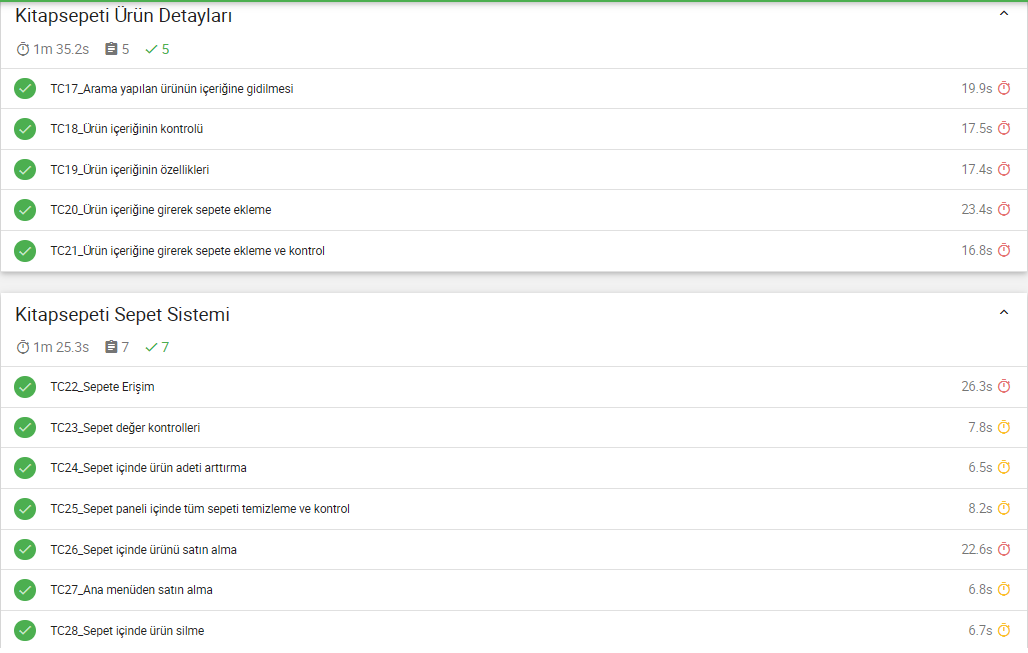 Kitapsepeti Ürün Detayları
1m 35.2s 5 5
TC17_Arama yapılan ürünün içeriğine gidilmesi 19.9s
TC18_Ürün içeriğinin kontrolü 17.5s
TC19_Ürün içeriğinin özellikleri 17.4s
TC20_Ürün içeriğine girerek sepete ekleme 23.4s
TC21_Ürün içeriğine girerek sepete ekleme ve kontrol 16.8s
Kitapsepeti Sepet Sistemi
1m 25.3s 7 7
TC22_Sepete Erişim 26.3s
TC23_Sepet değer kontrolleri 7.8s
TC24_Sepet içinde ürün adeti arttırma 6.5s
TC25_Sepet paneli içinde tüm sepeti temizleme ve kontrol 8.2s
TC26_Sepet içinde ürünü satın alma 22.6s
TC27_Ana menüden satın alma 6.8s
TC28_Sepet içinde ürün silme 6.7s